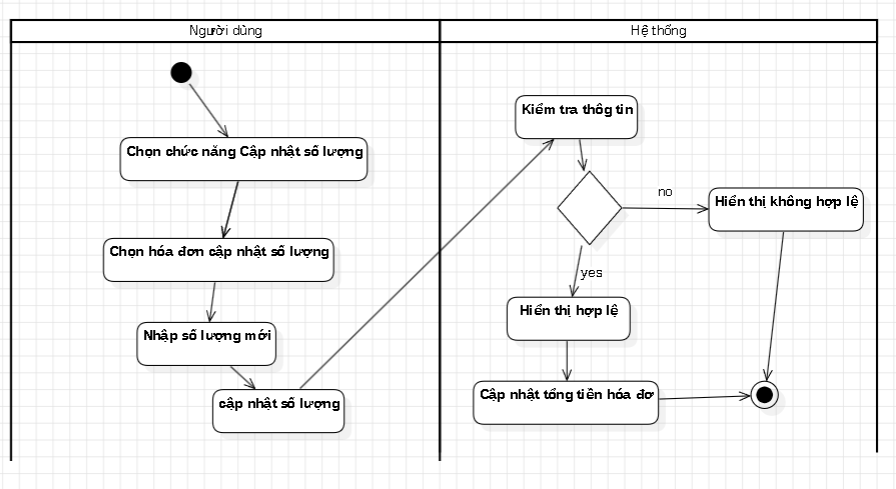 Người dùng
Hệ thống
Chọn chức năng Cập nhật số lượng
Chọn hóa đơn cập nhật số lượng
Nhập số lượng mới
cập nhật số lượng
Kiểm tra thôg tin
no
Hiển thị không hợp lệ
yes
Hiển thị hợp lệ
Cập nhật tổng tiền hóa đơ